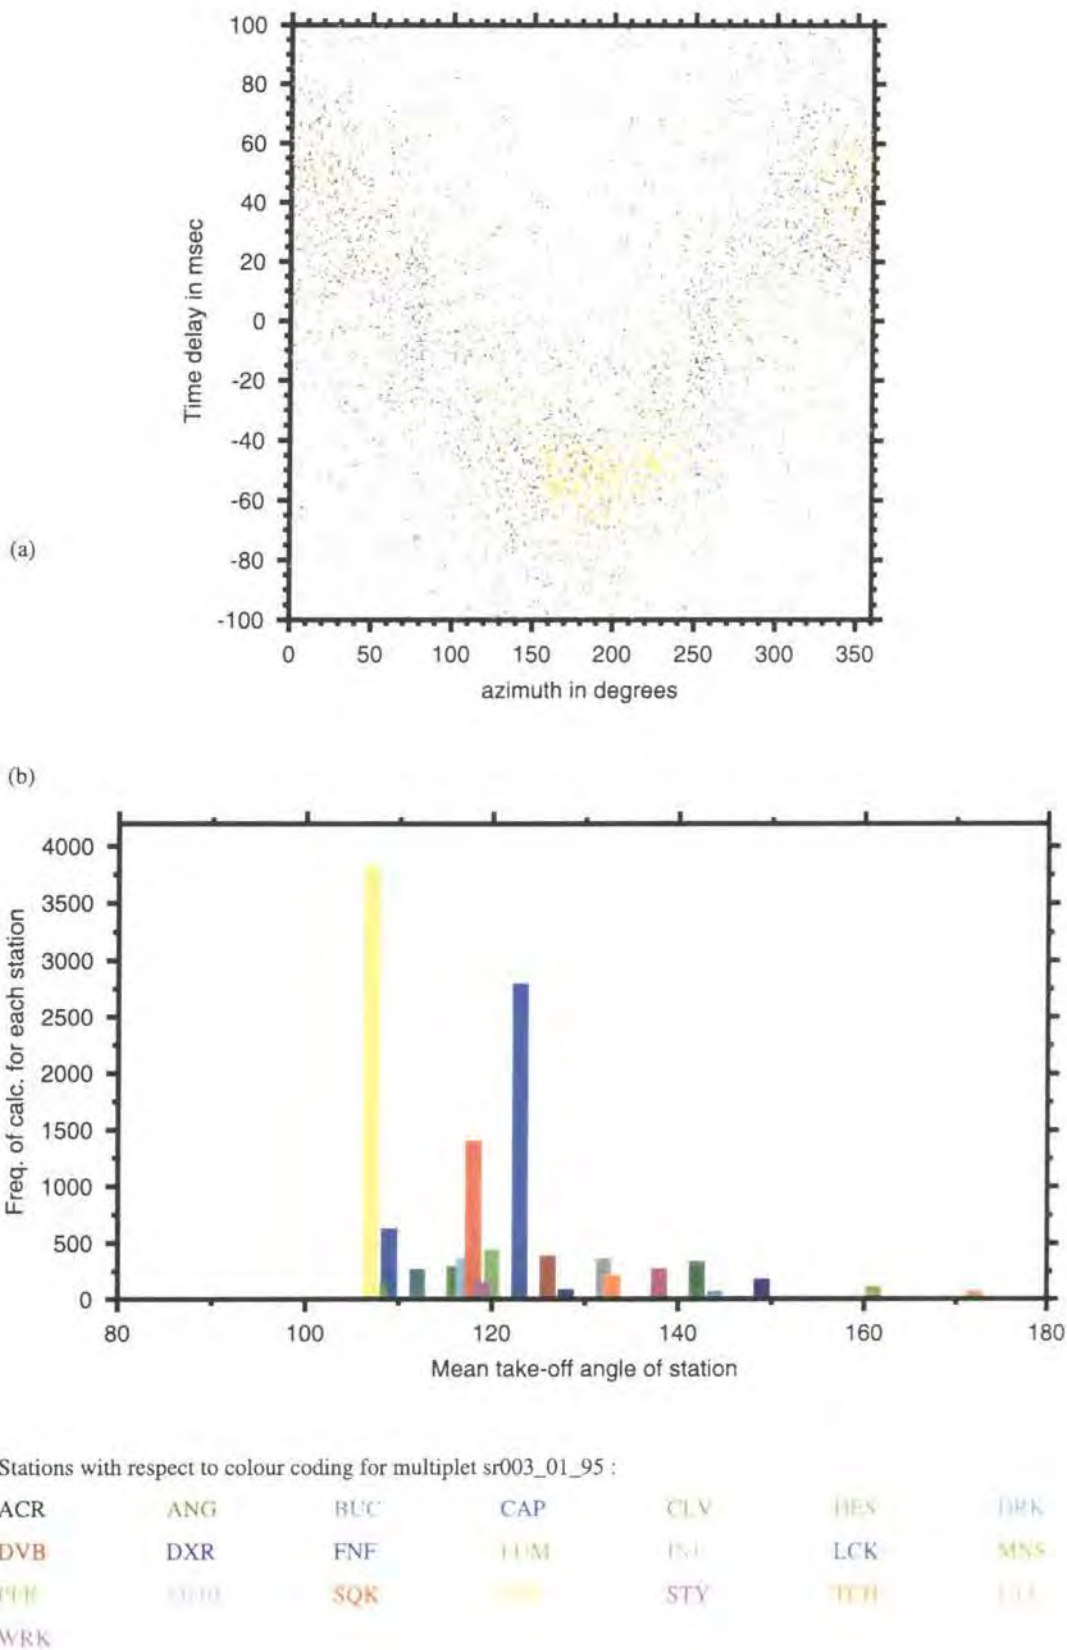 100
80
60
40
20
0
-20
-40
-60
-80
-100
Time delay in msec
0 50 100 150 200 250 300 350
azimuth in degrees
(a)
(b)
4000
3500
3000
2500
2000
1500
1000
500
0
Freq. of calc. for each station
80 100 120 140 160 180
Mean take-off angle of station
Stations with respect to colour coding for multiplet sr003_01_95 :
ACR ANG BUC CAP CLV DES DRK
DVB DXR FNF LCK MNS
SQK STY TCH
WRK